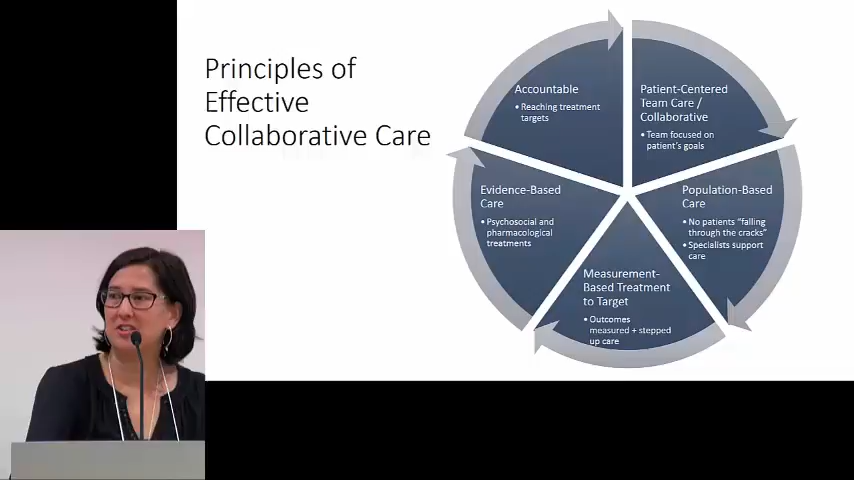 Principles of
Effective
Collaborative Care
Accountable
• Reaching treatment
targets
Patient-Centered
Team Care /
Collaborative
• Team focused on
patient's goals
Evidence-Based
Care
• Psychosocial and
pharmacological
treatments
Population-Based
Care
• No patients "falling
through the cracks"
• Specialists support
care
Measurement-
Based Treatment
to Target
• Outcomes
measured + stepped
up care